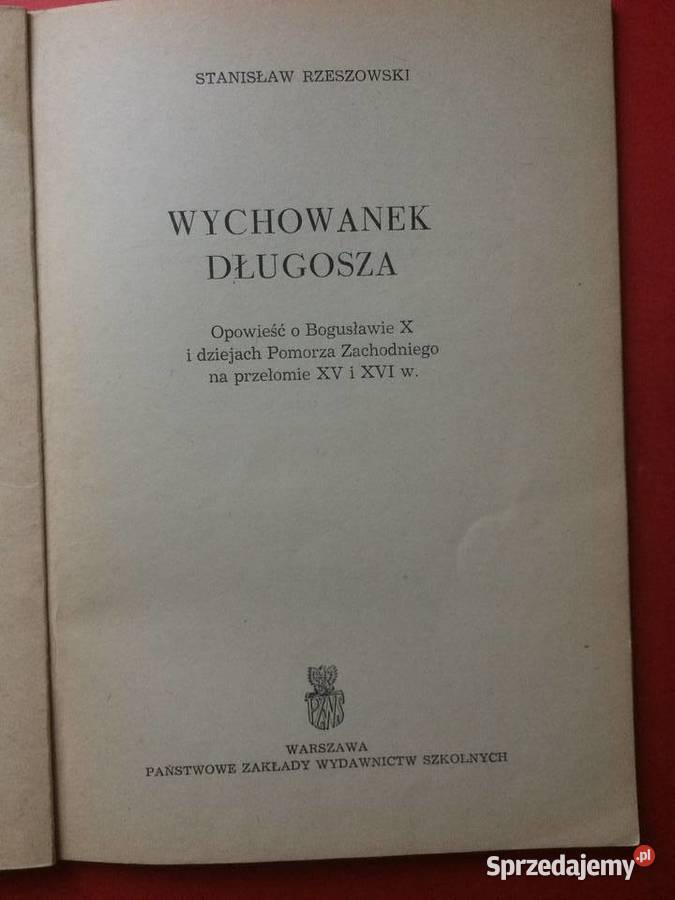 STANISŁAW RZESZOWSKI
WYCHOWANEK
DŁUGOSZA
Opowieść o Bogusławie X
i dziejach Pomorza Zachodniego
na przełomie XV i XVI w.
PZWS
WARSZAWA
PAŃSTWOWE ZAKŁADY WYDAWNICTW SZKOLNYCH
Sprzedajemy.pl